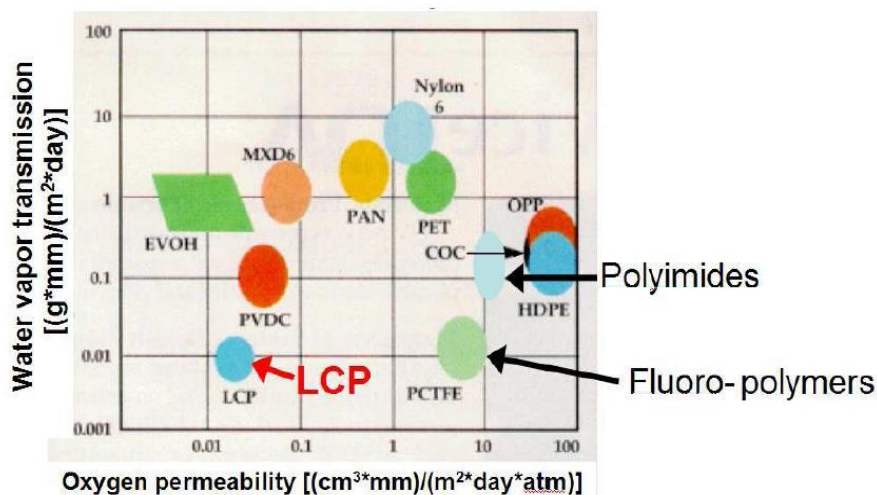 Water vapor transmission
[(g*mm)/(m²*day)]
100
10
1
0.1
0.01
0.001
Nylon
6
MXD6
PAN
PET
OPP
EVOH
COC
Polyimides
PVDC
HDPE
LCP
LCP
PCTFE
Fluoro-polymers
0.01
0.1
1
10
100
Oxygen permeability [(cm³*mm)/(m²*day*atm)]